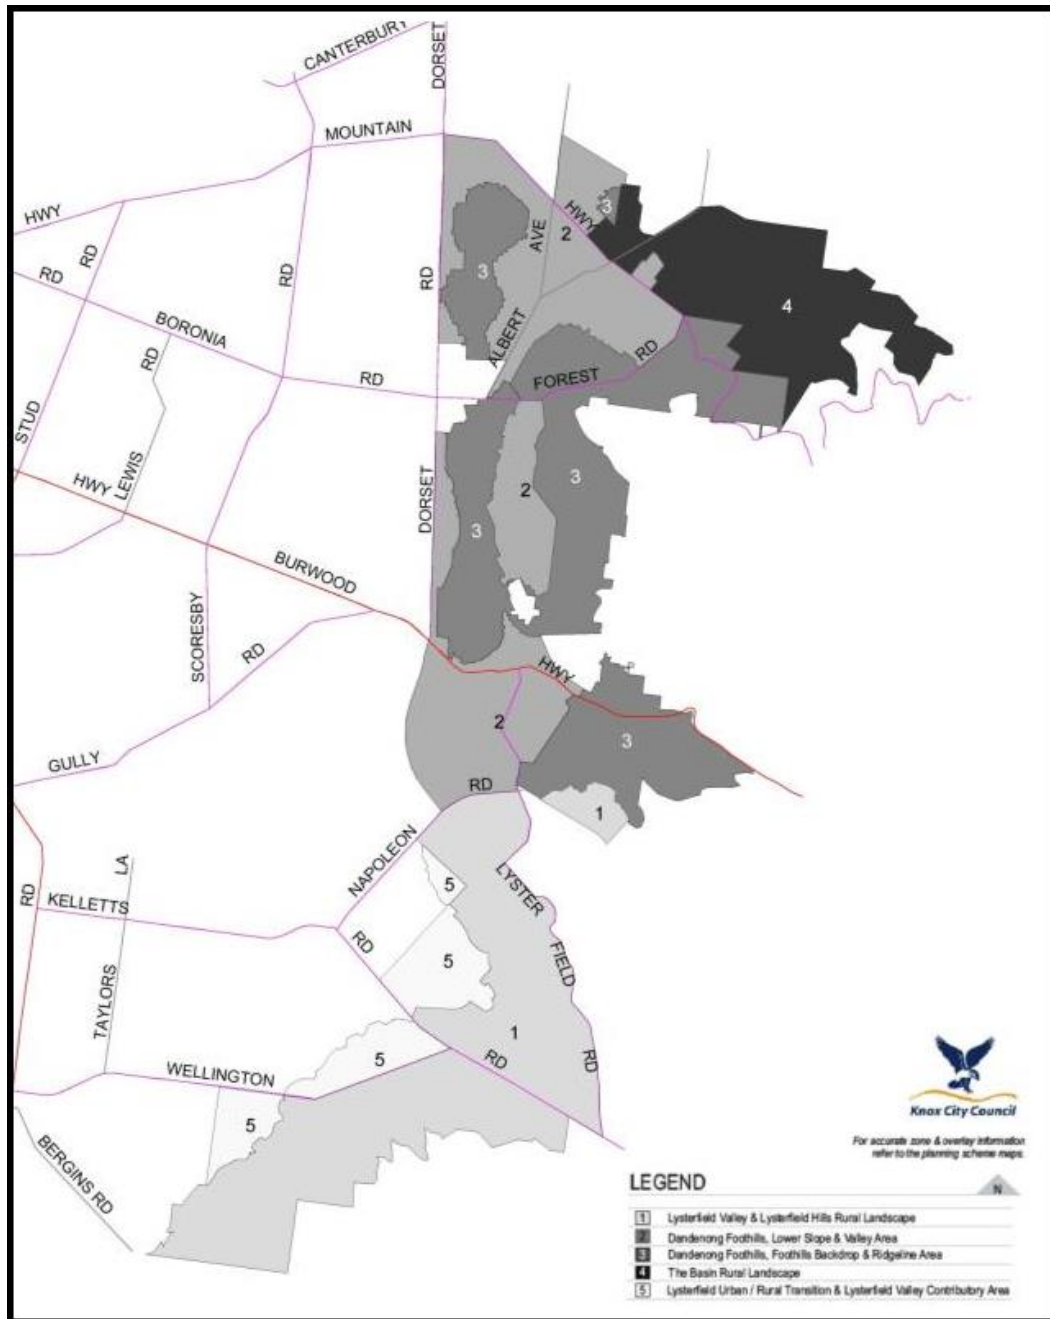 CANTERBURY
DORSET
MOUNTAIN
HWY
RD
RD
RD
BORONIA
RD
RD
RD
STUD
LEWIS
HWY
AVE
HWY
2
3
3
4
ALBERT
FOREST
RD
DORSET
2
3
3
BURWOOD
SCORESBY
RD
HWY
2
3
GULLY
RD
1
NAPOLEON
LA
RD
KELLETTS
RD
5
LYSTER
FIELD
5
TAYLORS
1
RD
RD
5
WELLINGTON
5
BERGINS RD
Knox City Council
For accurate zone & overlay information
refer to the planning scheme maps.
LEGEND
N
1 Lysterfield Valley & Lysterfield Hills Rural Landscape
2 Dandenong Foothills, Lower Slope & Valley Area
3 Dandenong Foothills, Foothills Backdrop & Ridgeline Area
4 The Basin Rural Landscape
5 Lysterfield Urban / Rural Transition & Lysterfield Valley Contributory Area